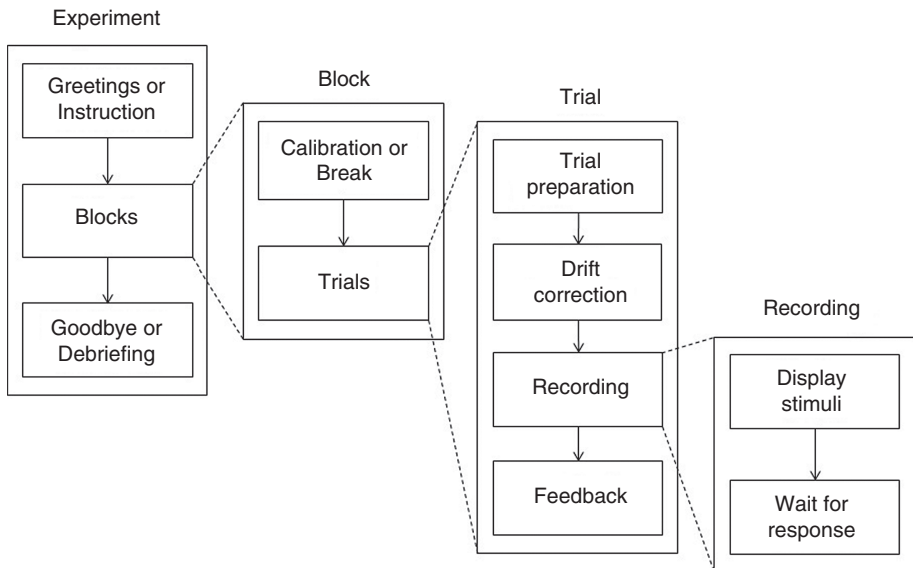 Experiment
Greetings or
Instruction
Blocks
Goodbye or
Debriefing
Block
Calibration or
Break
Trials
Trial
Trial
preparation
Drift
correction
Recording
Feedback
Recording
Display
stimuli
Wait for
response